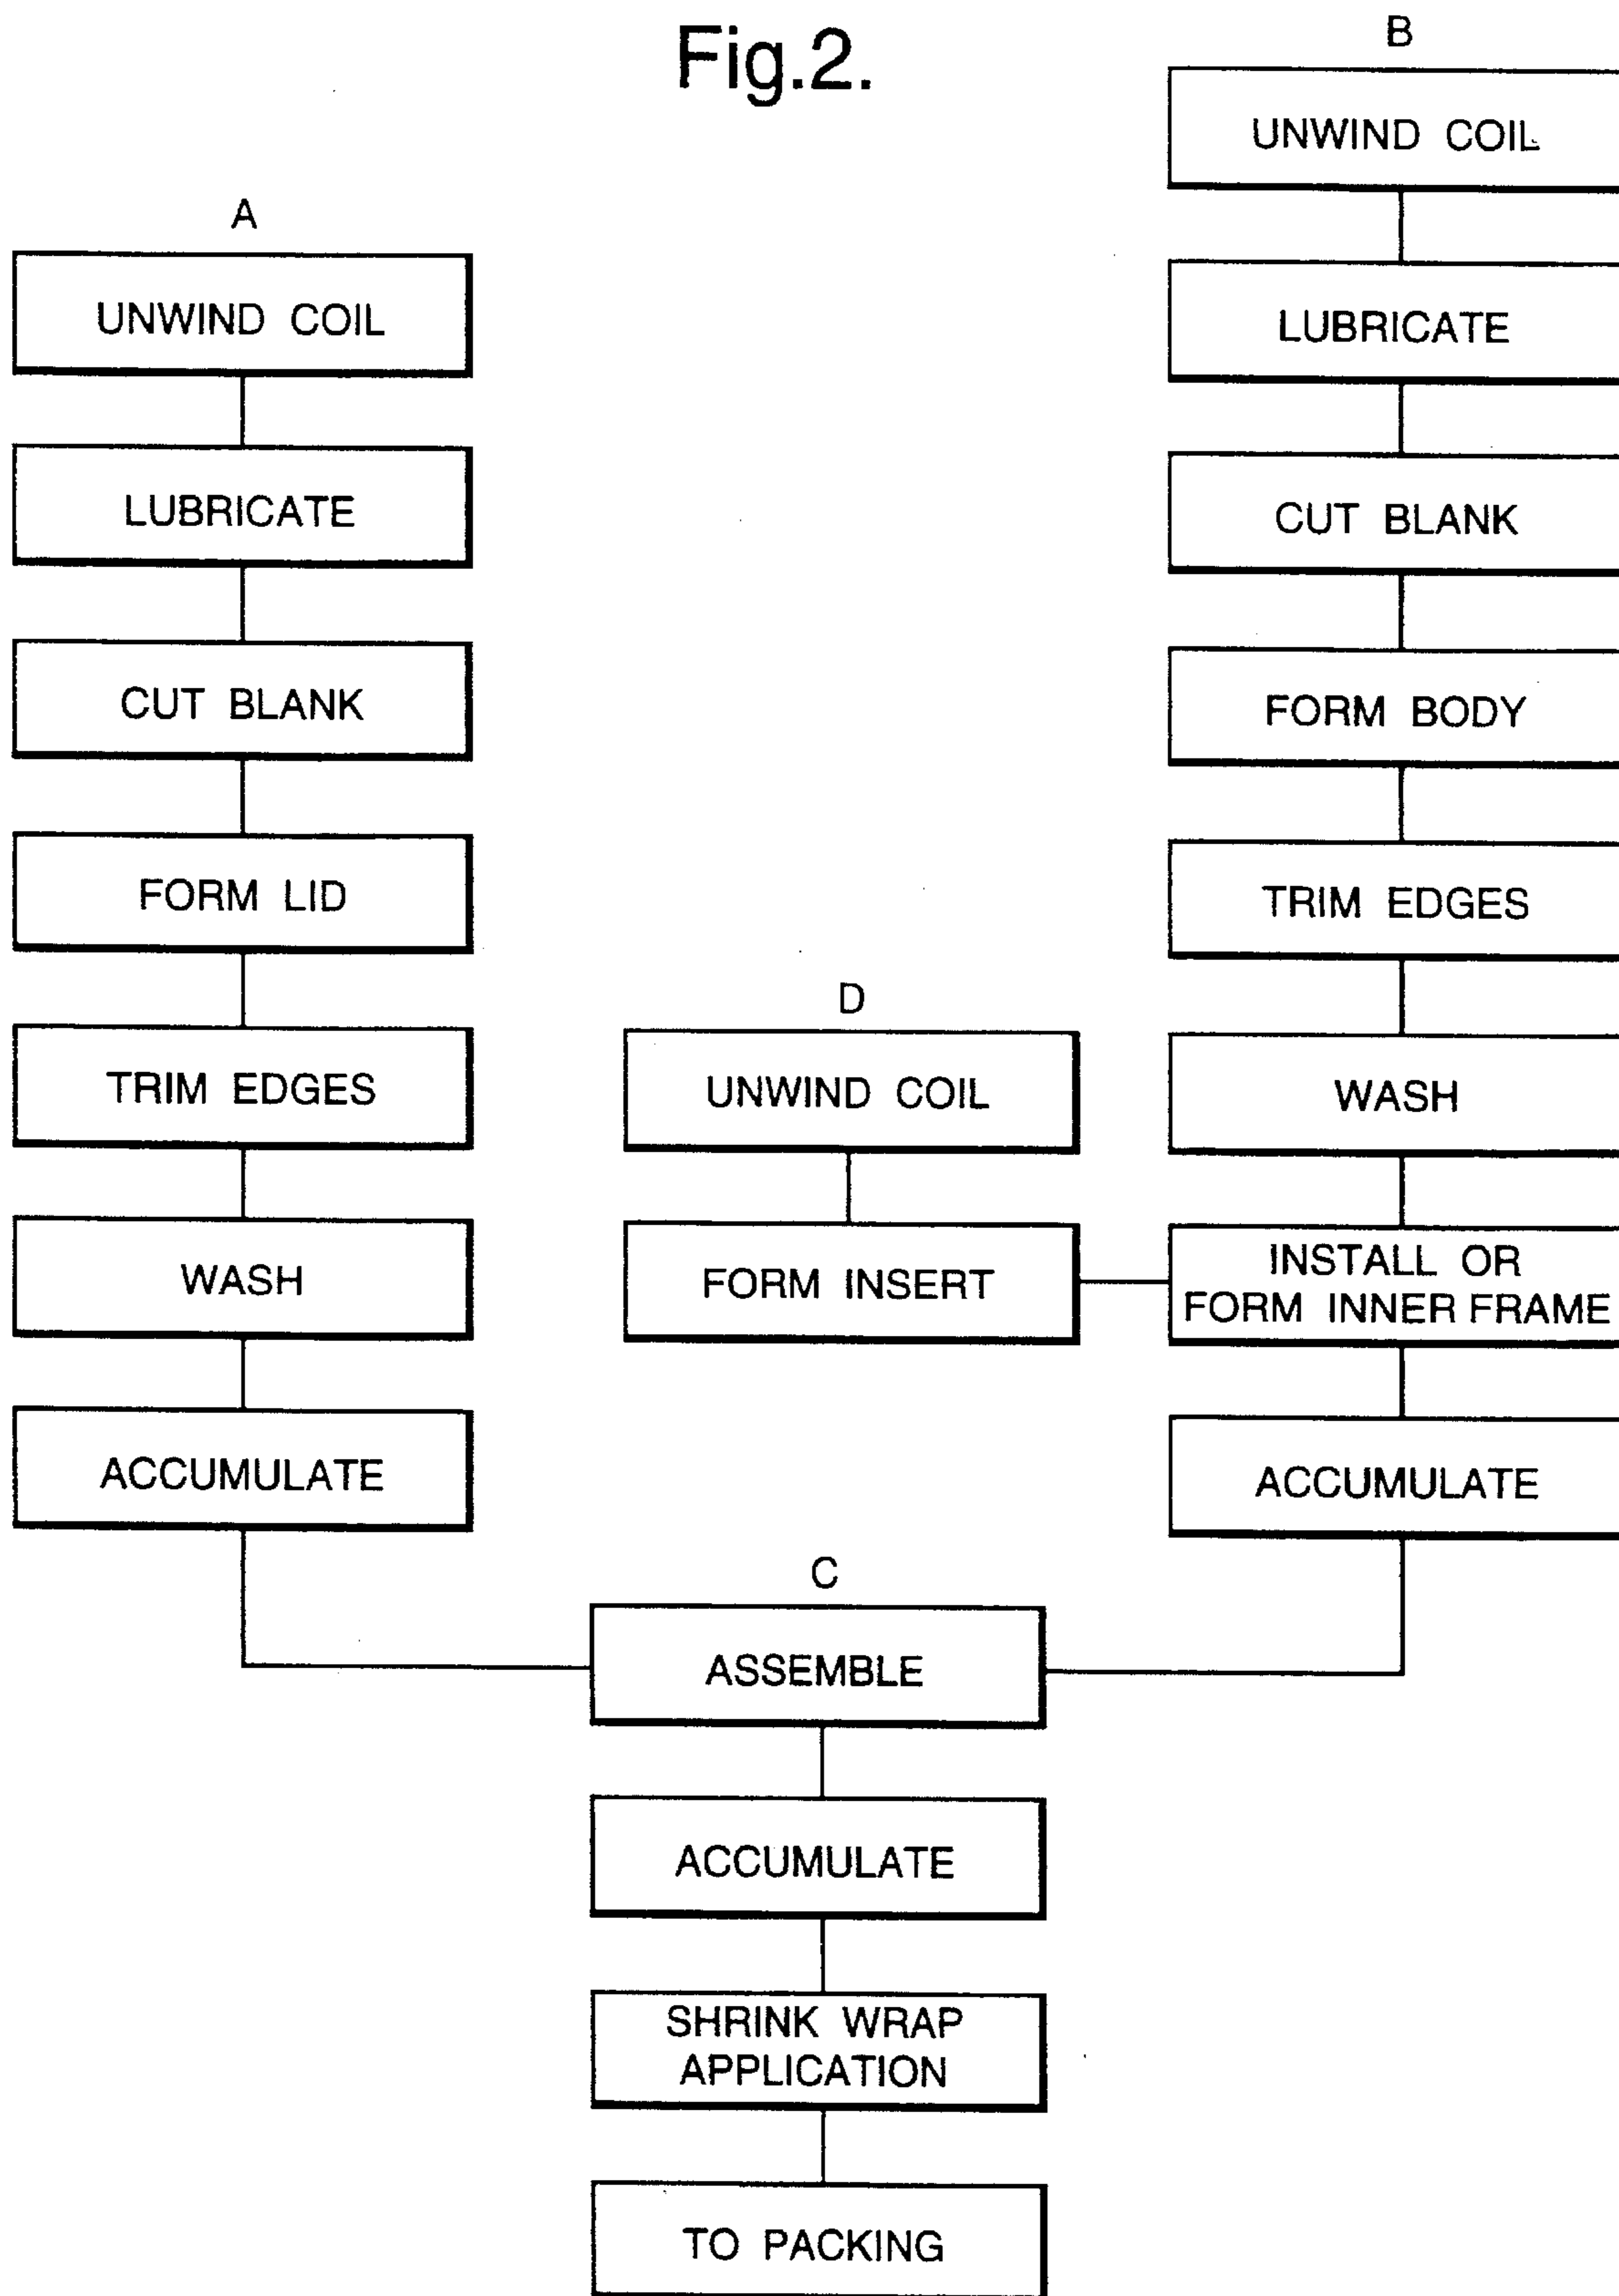 Fig.2.
A
UNWIND COIL
LUBRICATE
CUT BLANK
FORM LID
TRIM EDGES
WASH
ACCUMULATE
B
UNWIND COIL
LUBRICATE
CUT BLANK
FORM BODY
TRIM EDGES
WASH
INSTALL OR
FORM INNER FRAME
ACCUMULATE
D
UNWIND COIL
FORM INSERT
C
ASSEMBLE
ACCUMULATE
SHRINK WRAP
APPLICATION
TO PACKING